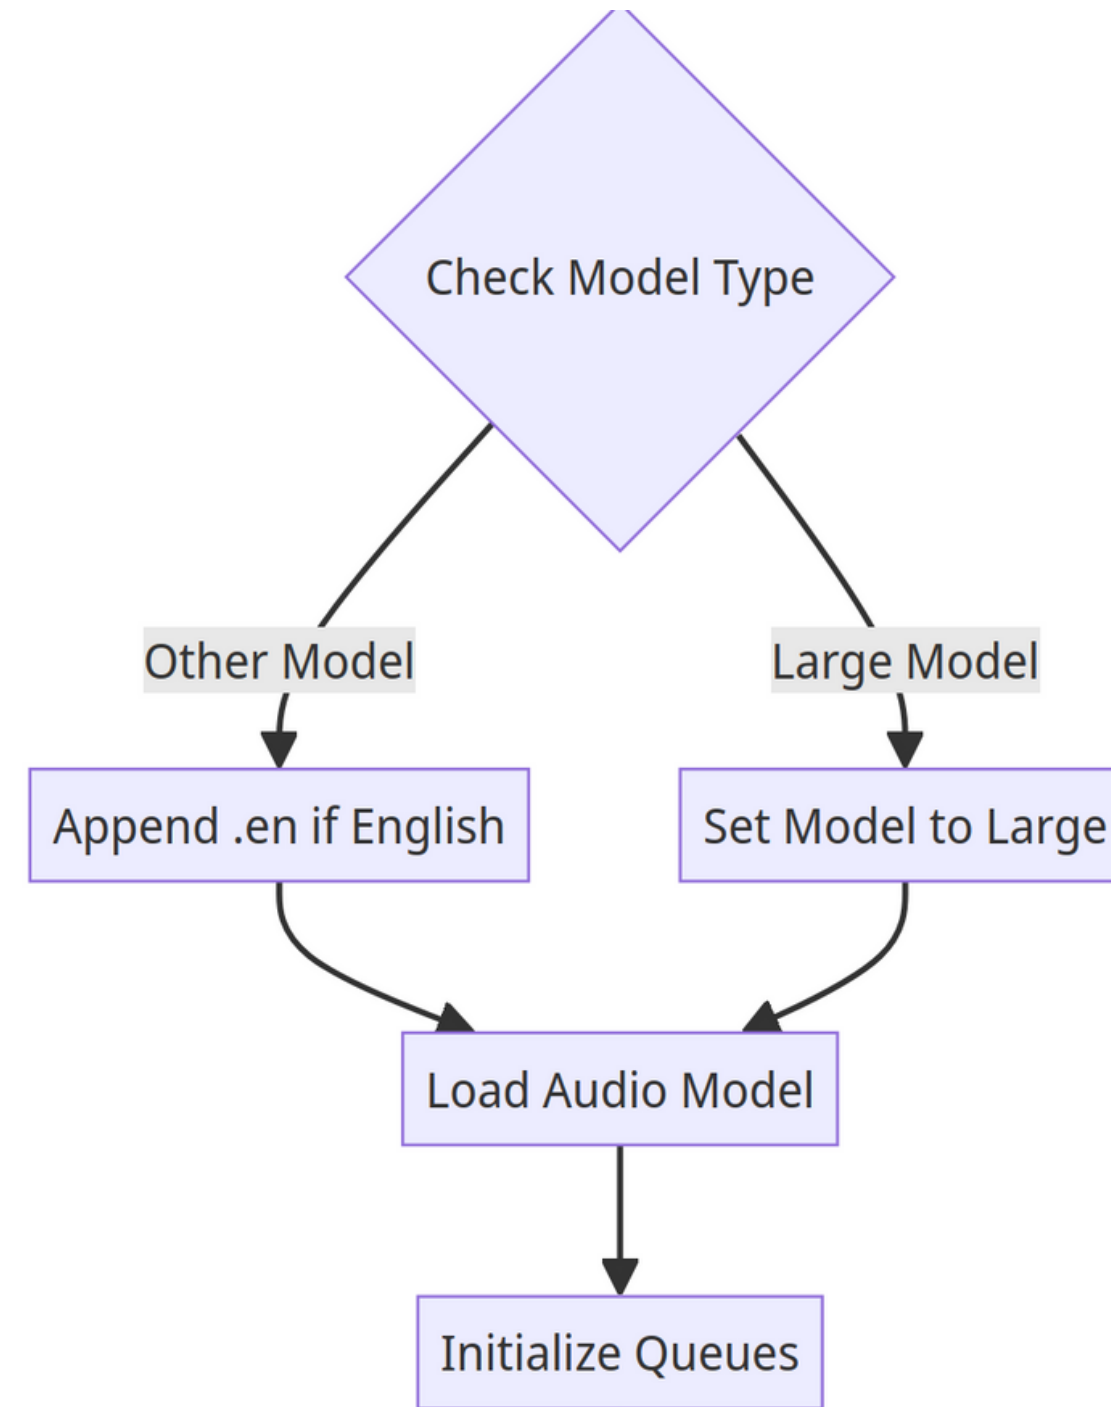 Check Model Type
Other Model
Large Model
Append .en if English
Set Model to Large
Load Audio Model
Initialize Queues